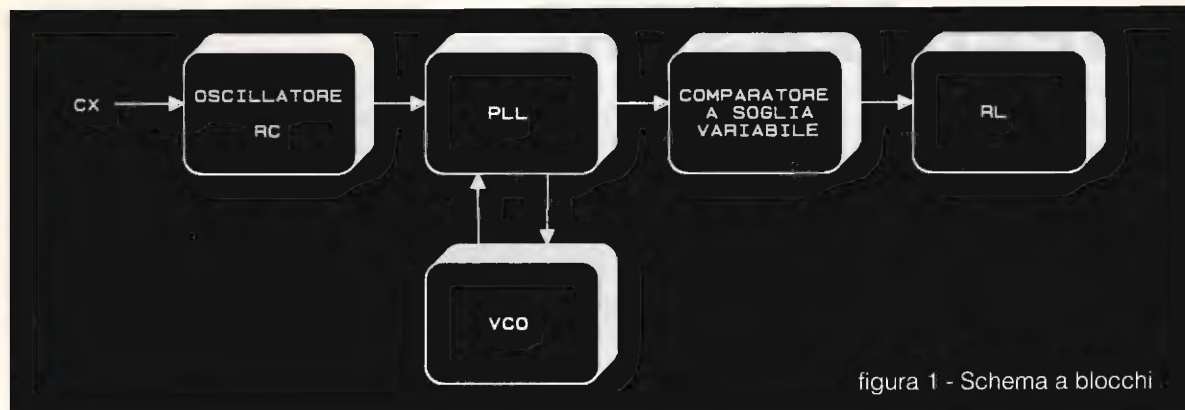 CX
OSCILLATORE
RC
PLL
COMPARATORE
A SOGLIA
VARIABILE
RL
VCO
figura 1 - Schema a blocchi